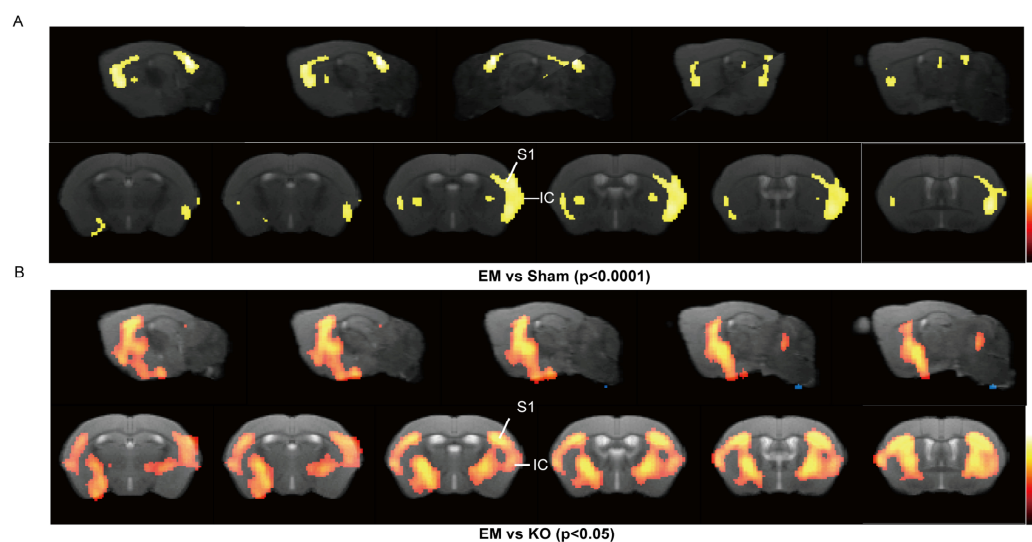 A
S1
IC
EM vs Sham (p<0.0001)
B
S1
IC
EM vs KO (p<0.05)